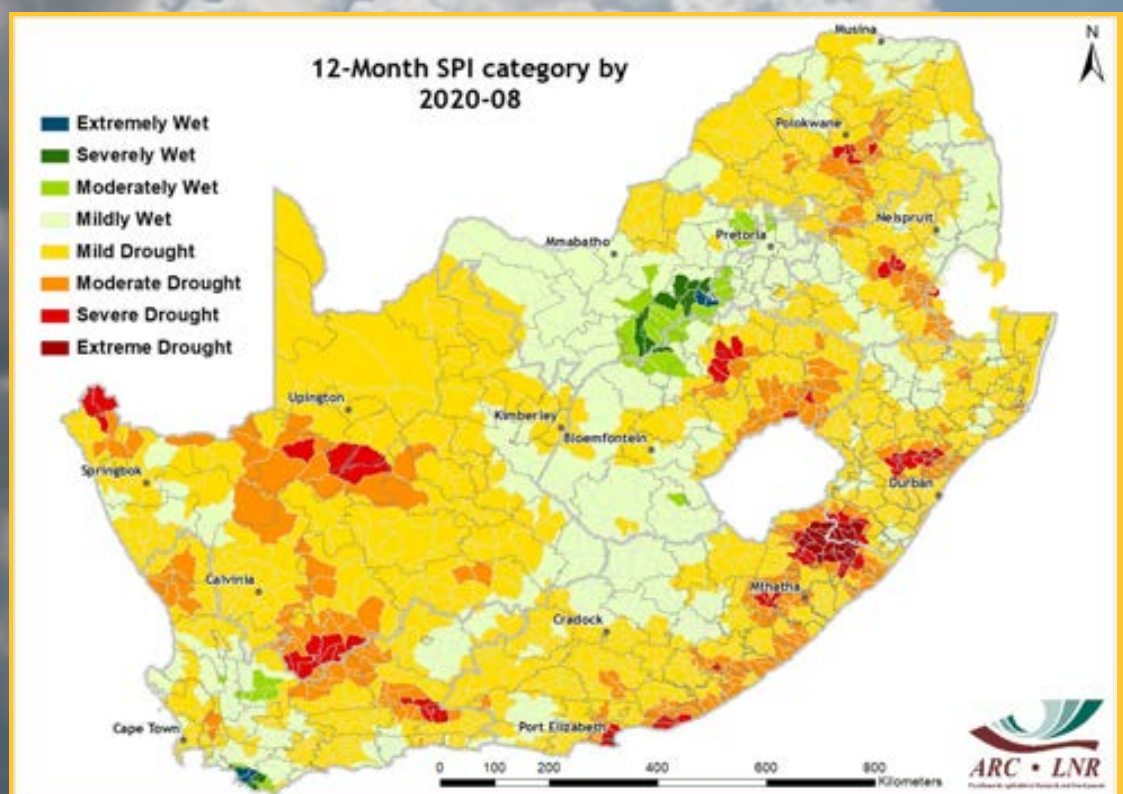 12-Month SPI category by
2020-08
N
Extremely Wet
Severely Wet
Moderately Wet
Mildly Wet
Mild Drought
Moderate Drought
Severe Drought
Extreme Drought
Musina
Polokwane
Nelspruit
Pretoria
Mmabatho
Upington
Kimberley
Bloemfontein
Springbok
Durban
Calvinia
Mthatha
Cradock
Cape Town
Port Elizabeth
0 100 200 400 600 800
Kilometers
ARC • LNR